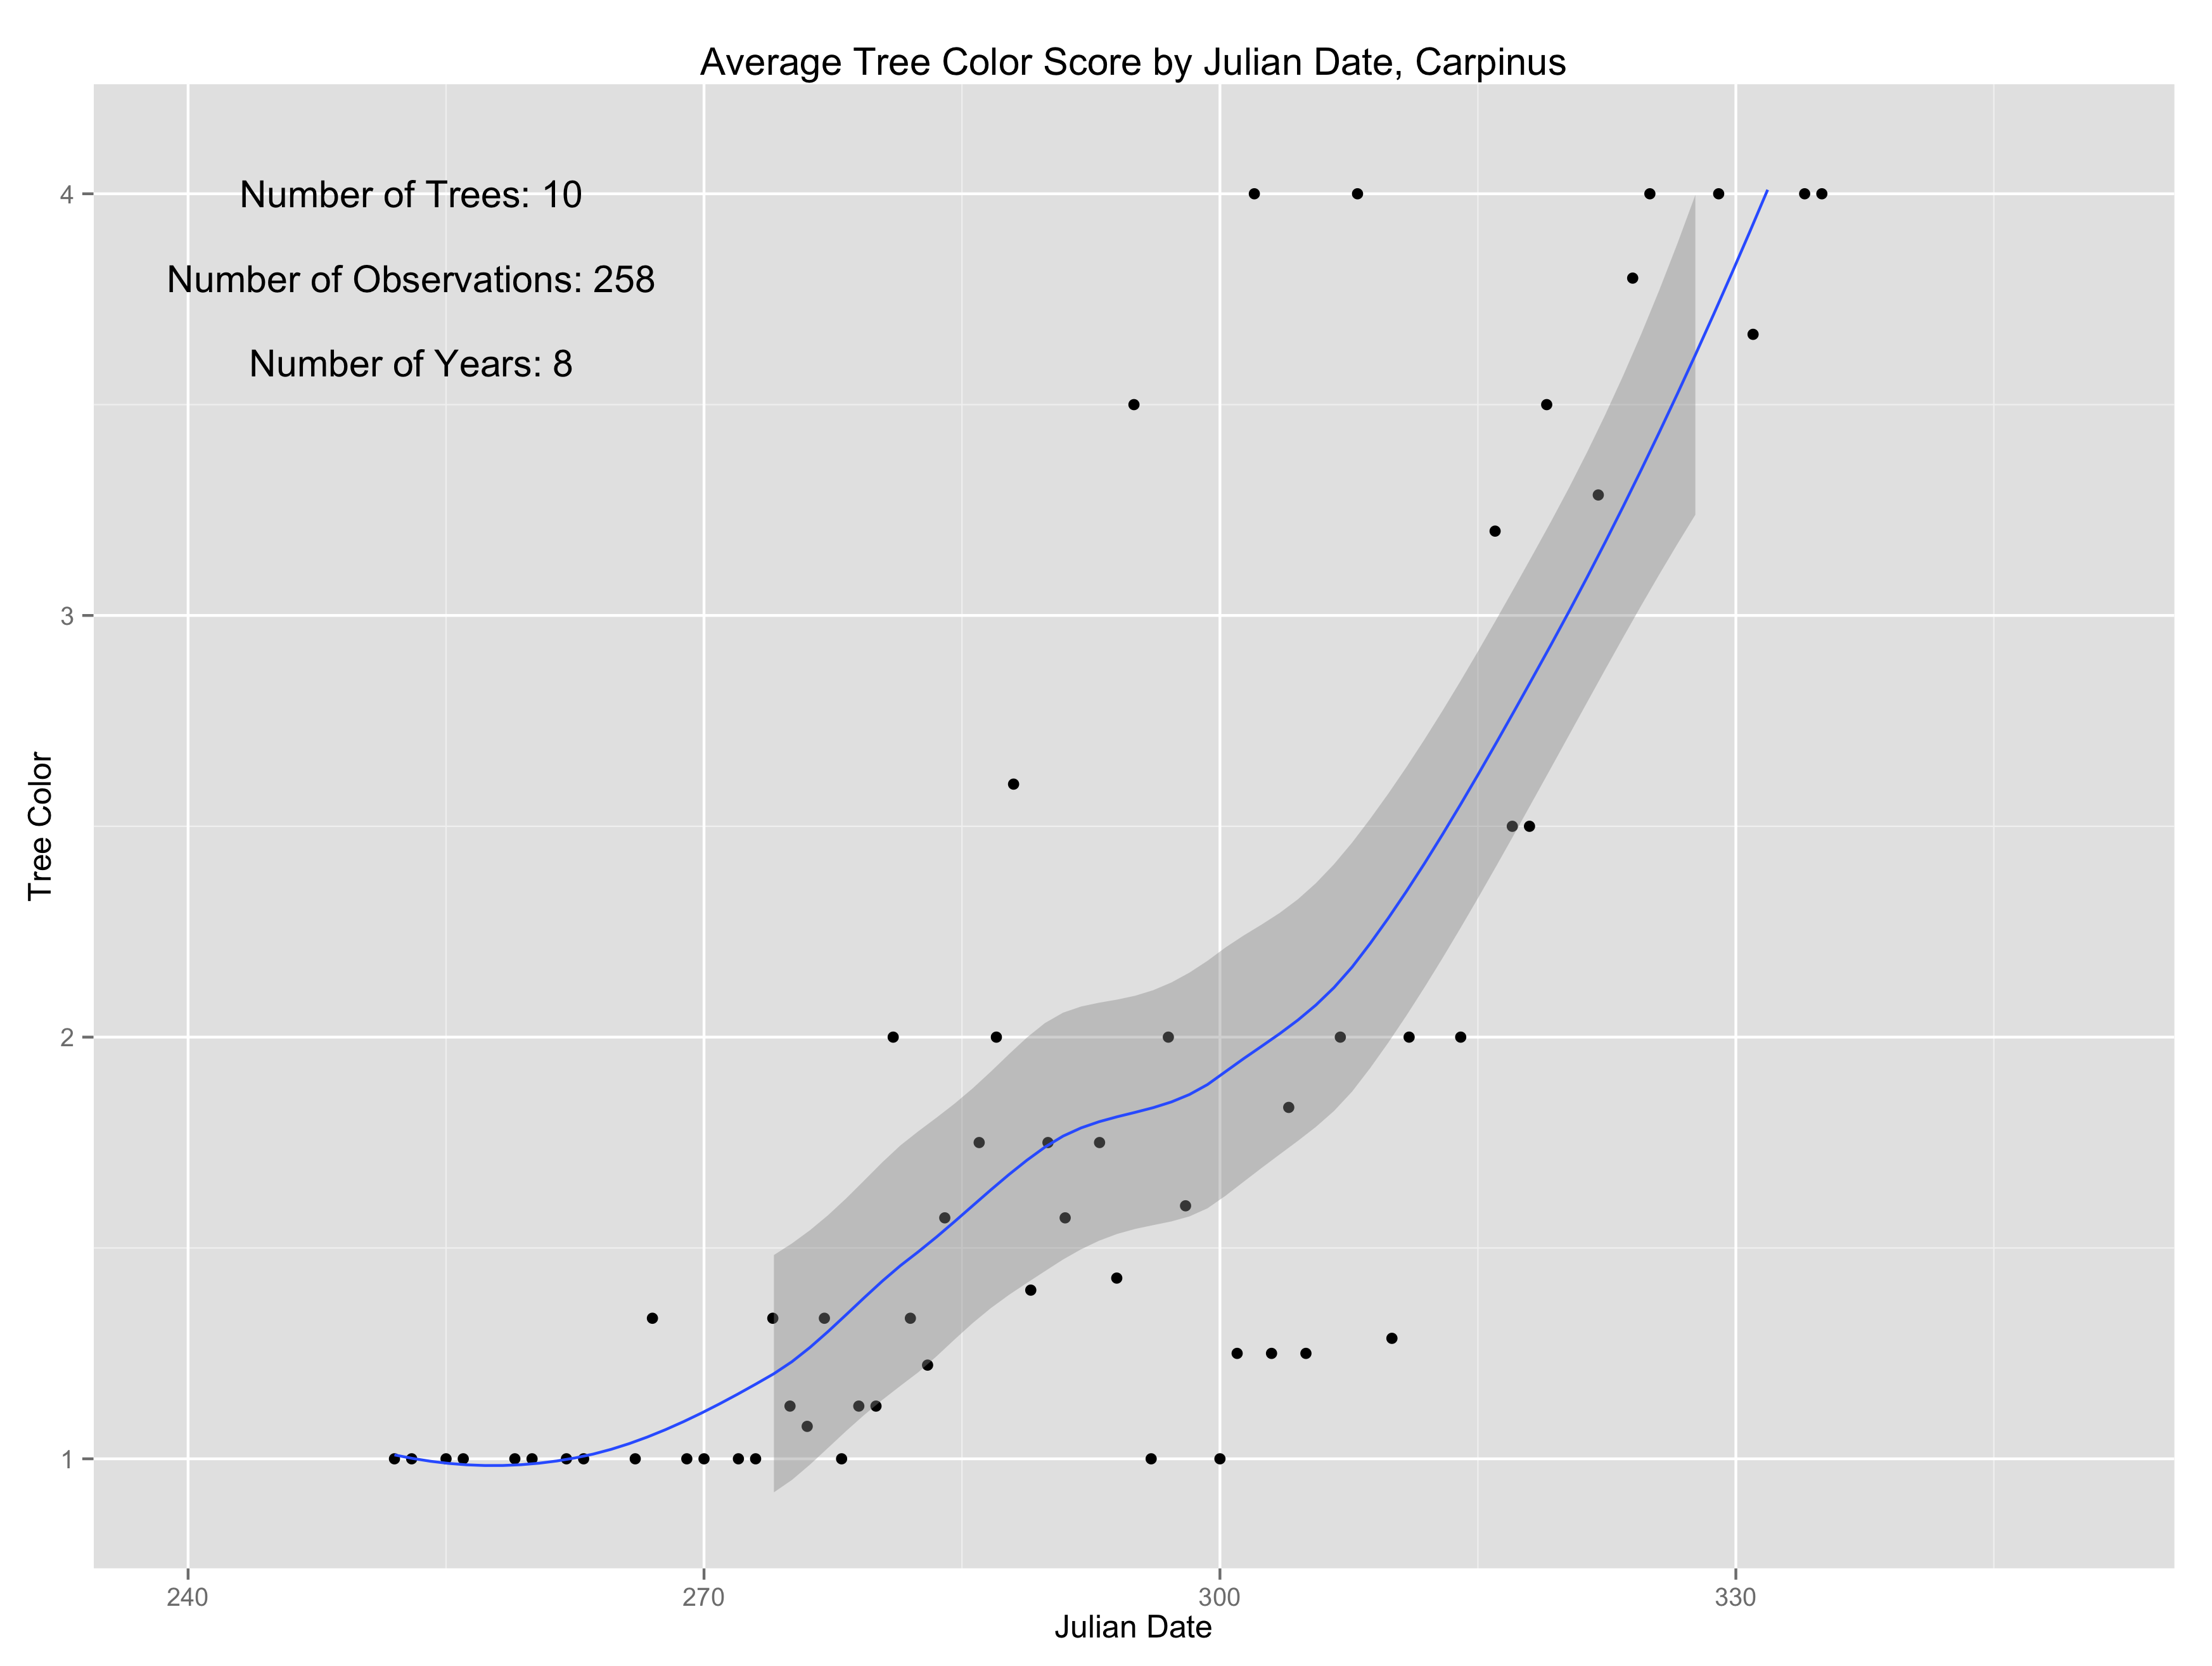 Average Tree Color Score by Julian Date, Carpinus
Number of Trees: 10
Number of Observations: 258
Number of Years: 8
Tree Color
4
3
2
1
240 270 300 330
Julian Date